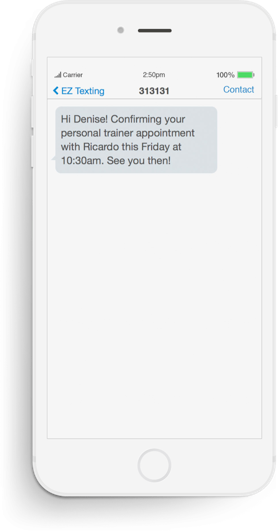 Carrier 2:50pm 100%
EZ Texting 313131 Contact
Hi Denise! Confirming your
personal trainer appointment
with Ricardo this Friday at
10:30am. See you then!